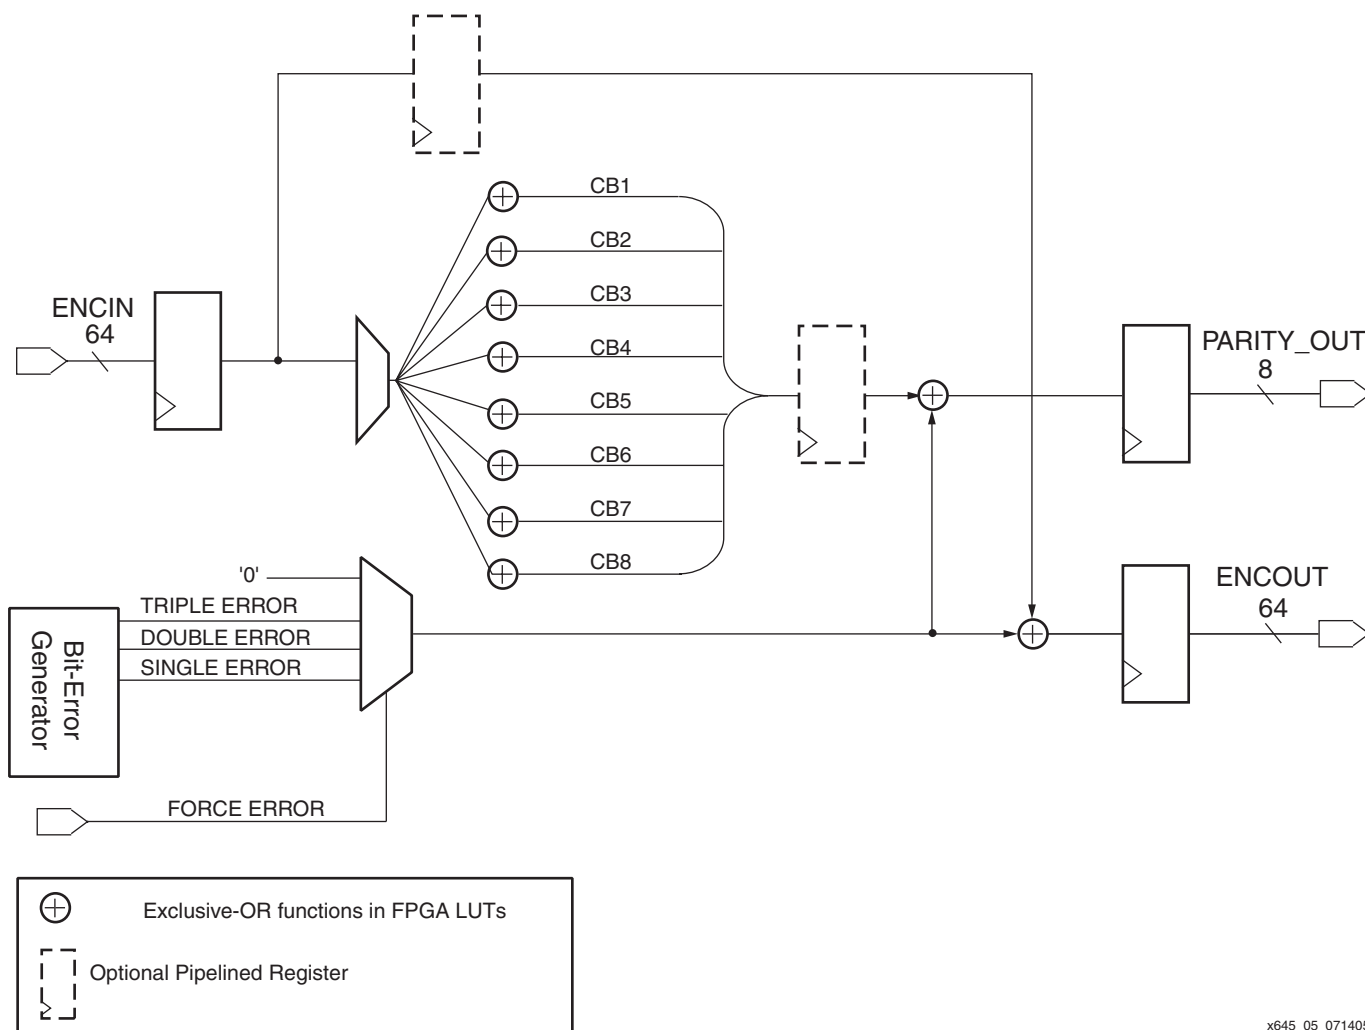 CB1
CB2
CB3
CB4
CB5
CB6
CB7
CB8
ENCIN
64
PARITY_OUT
8
'0'
TRIPLE ERROR
DOUBLE ERROR
SINGLE ERROR
Bit-Error
Generator
FORCE ERROR
ENCOUT
64
Exclusive-OR functions in FPGA LUTs
Optional Pipelined Register